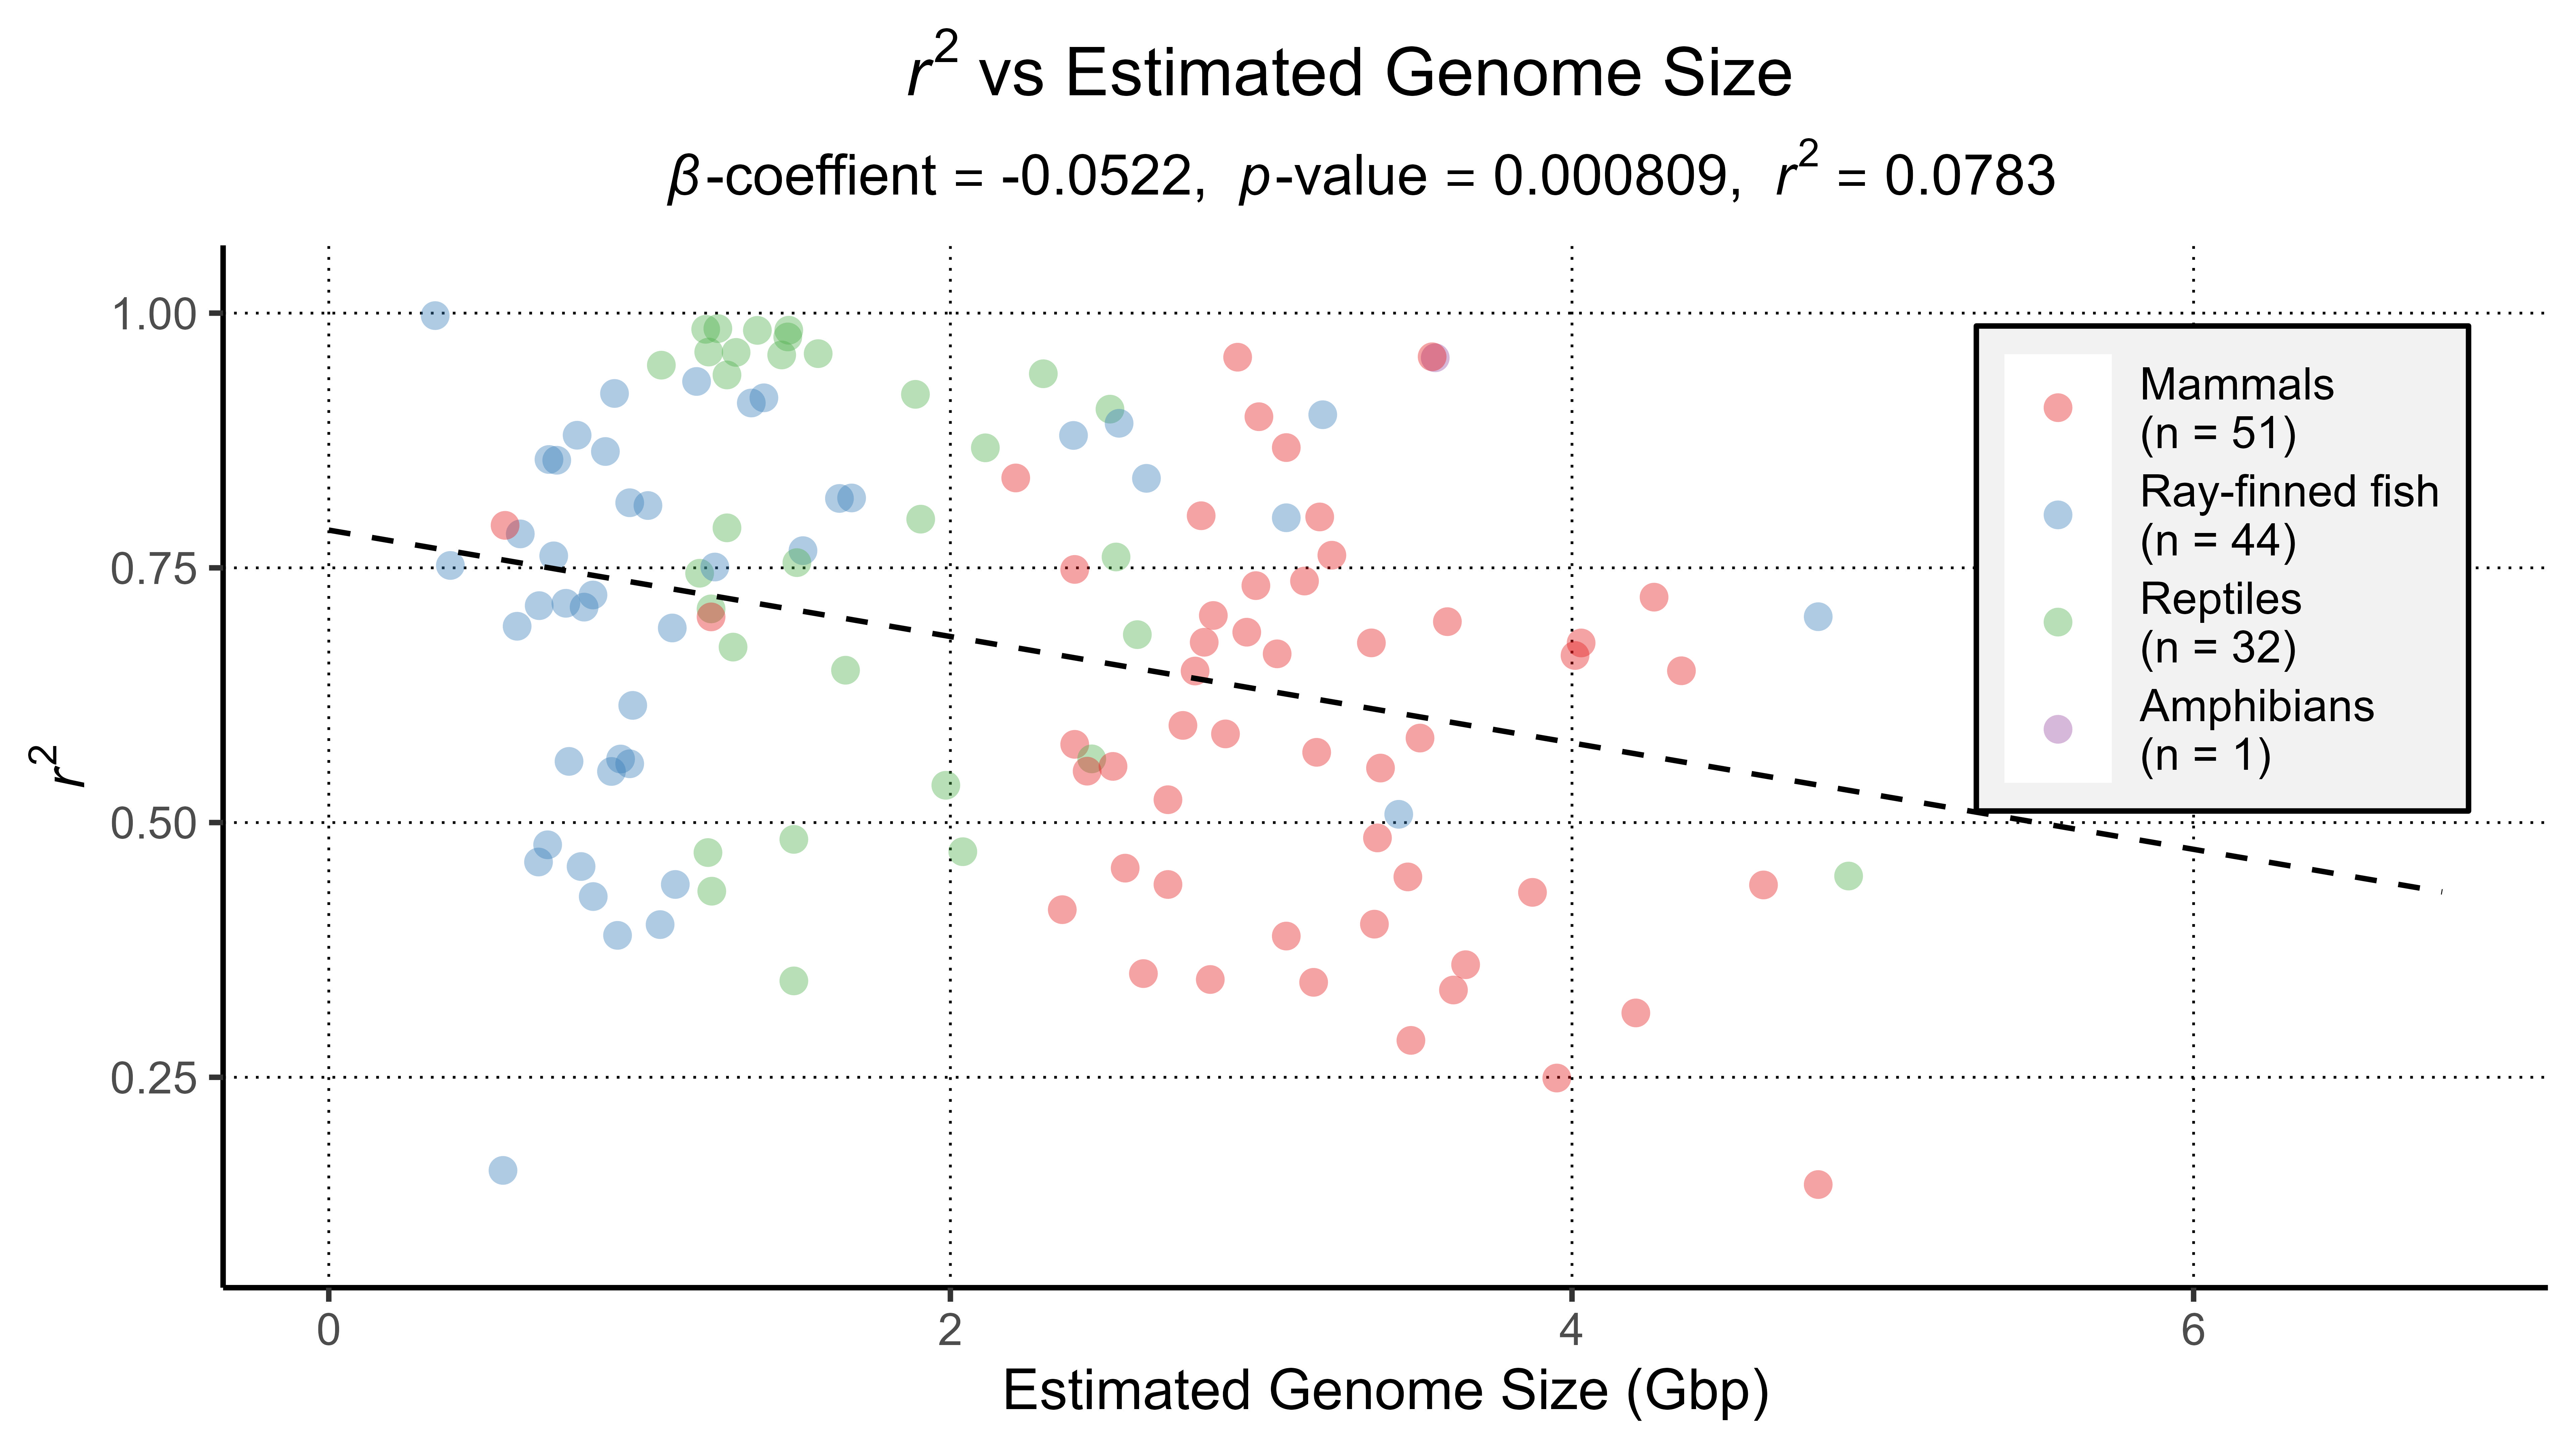 r² vs Estimated Genome Size
β-coeffient = -0.0522, p-value = 0.000809, r² = 0.0783
r²
1.00
0.75
0.50
0.25
Mammals
(n = 51)
Ray-finned fish
(n = 44)
Reptiles
(n = 32)
Amphibians
(n = 1)
0 2 4 6
Estimated Genome Size (Gbp)